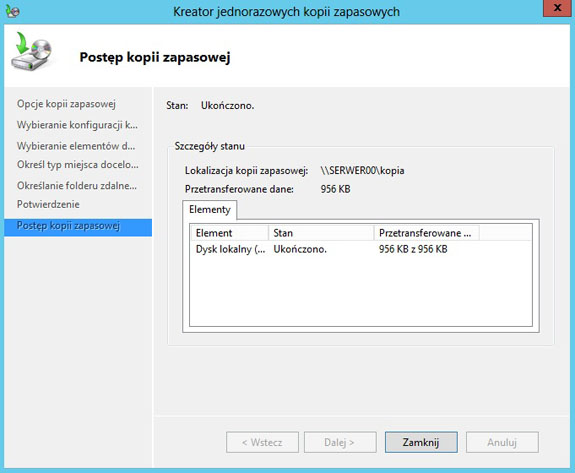 Kreator jednorazowych kopii zapasowych
x
Postęp kopii zapasowej
Opcje kopii zapasowej
Wybieranie konfiguracji k...
Wybieranie elementów d...
Określ typ miejsca docelo...
Określanie folderu zdalne...
Potwierdzenie
Postęp kopii zapasowej
Stan: Ukończono.
Szczegóły stanu
Lokalizacja kopii zapasowej: \\SERWER00\kopia
Przetransferowane dane: 956 KB
Elementy
Element Stan Przetransferowane ...
Dysk lokalny (... Ukończono. 956 KB z 956 KB
< Wstecz Dalej > Zamknij Anuluj